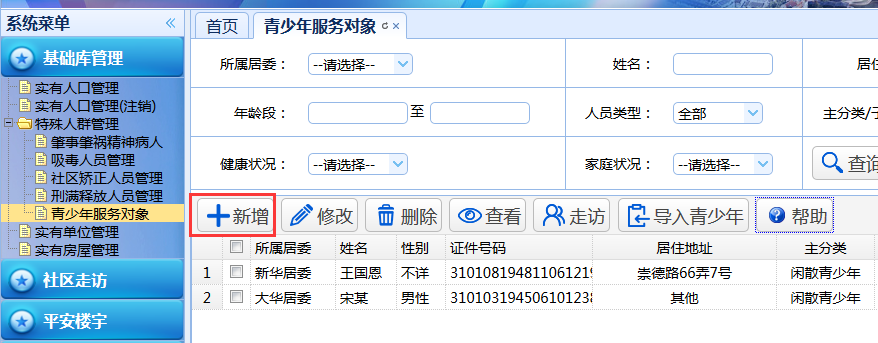 系统菜单
基础库管理
实有人口管理
实有人口管理(注销)
特殊人群管理
肇事肇祸精神病人
吸毒人员管理
社区矫正人员管理
刑满释放人员管理
青少年服务对象
实有单位管理
实有房屋管理
社区走访
平安楼宇
首页 青少年服务对象
所属居委： --请选择-- 姓名： 居住
年龄段： 至 人员类型： 全部 主分类/子
健康状况： --请选择-- 家庭状况： --请选择-- 查询
新增 修改 删除 查看 走访 导入青少年 帮助
所属居委 姓名 性别 证件号码 居住地址 主分类
1 新华居委 王国恩 不详 310108194811061219 崇德路66弄7号 闲散青少年
2 大华居委 宋某 男性 310103194506101238 其他 闲散青少年